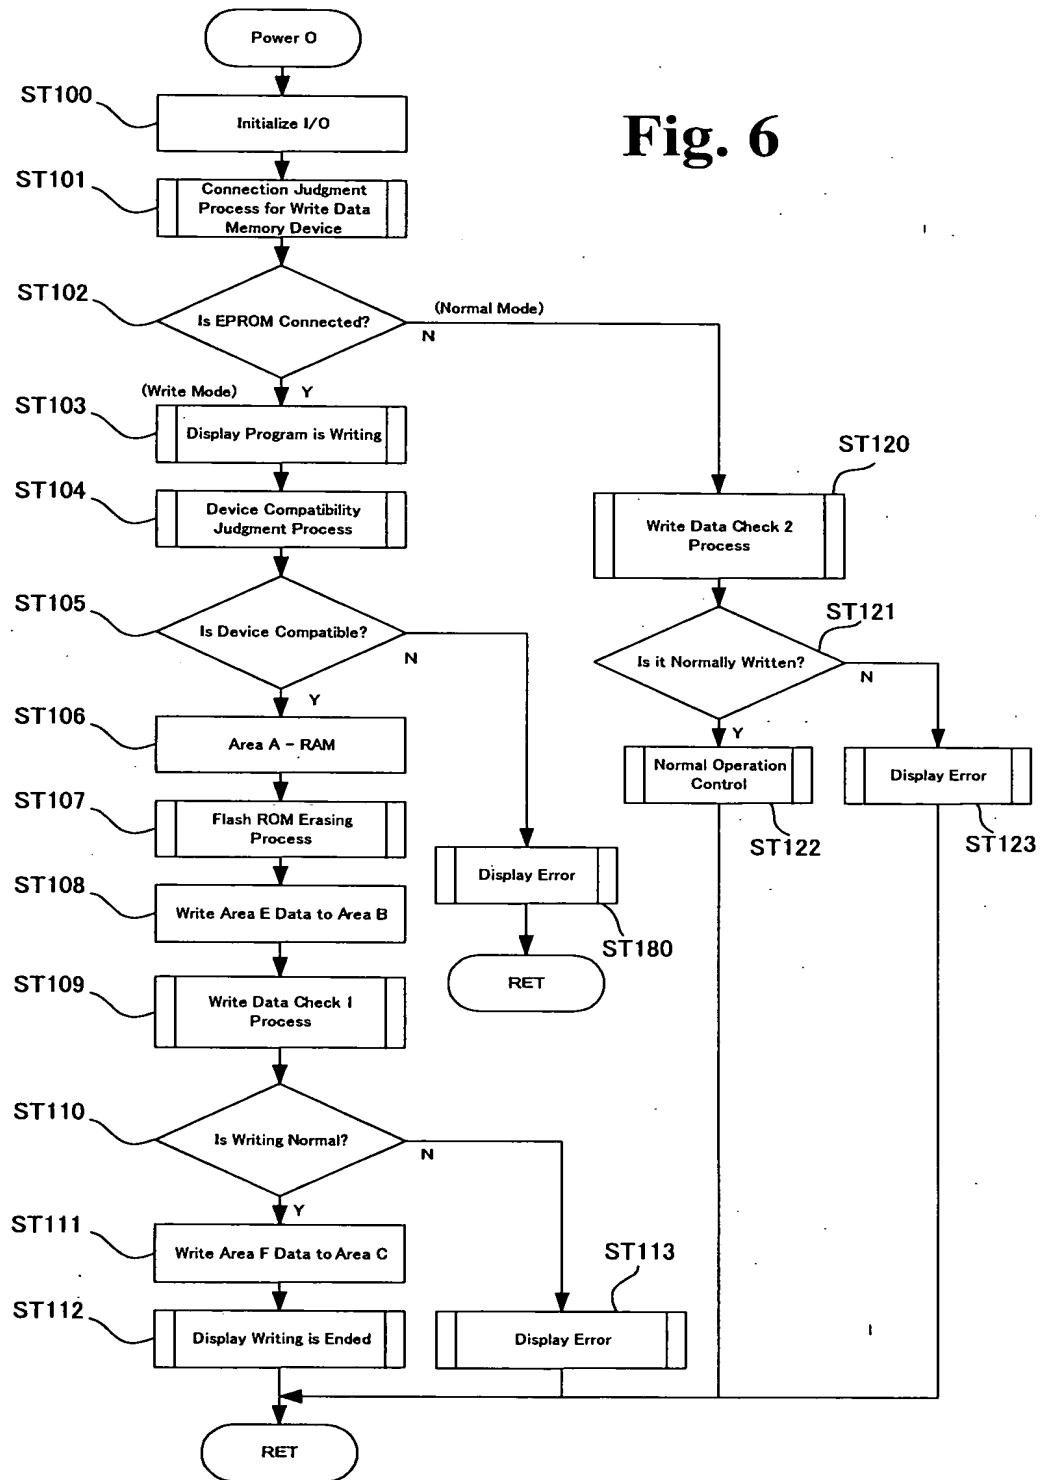 Power O
ST100
Initialize I/O
Fig. 6
ST101
Connection Judgment
Process for Write Data
Memory Device
ST102
Is EPROM Connected?
(Normal Mode)
N
(Write Mode)
Y
ST103
Display Program is Writing
ST104
Device Compatibility
Judgment Process
ST120
Write Data Check 2
Process
ST105
Is Device Compatible?
N
Y
ST121
Is it Normally Written?
N
Y
ST106
Area A - RAM
ST107
Flash ROM Erasing
Process
Normal Operation
Control
ST122
Display Error
ST123
ST108
Write Area E Data to Area B
Display Error
ST180
RET
ST109
Write Data Check 1
Process
ST110
Is Writing Normal?
N
Y
ST111
Write Area F Data to Area C
ST113
Display Error
ST112
Display Writing is Ended
RET